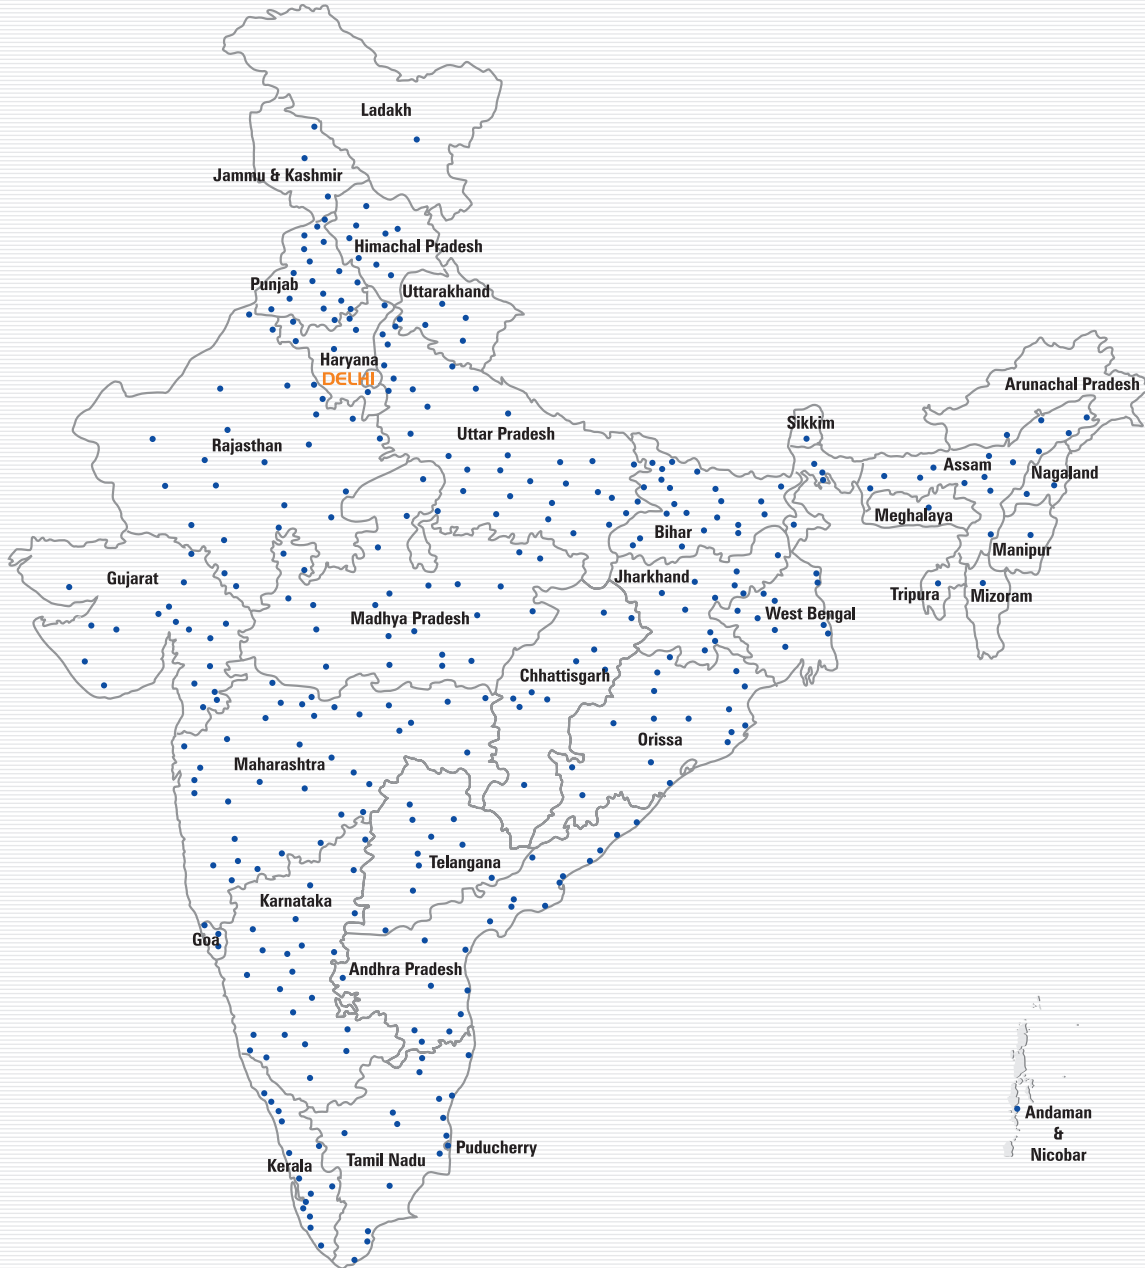 Ladakh
Jammu & Kashmir
Himachal Pradesh
Punjab
Uttarakhand
Haryana
DELHI
Arunachal Pradesh
Sikkim
Uttar Pradesh
Rajasthan
Assam
Nagaland
Meghalaya
Bihar
Manipur
Gujarat
Jharkhand
Tripura
Mizoram
Madhya Pradesh
West Bengal
Chhattisgarh
Orissa
Maharashtra
Telangana
Karnataka
Goa
Andhra Pradesh
Andaman
&
Nicobar
Puducherry
Tamil Nadu
Kerala